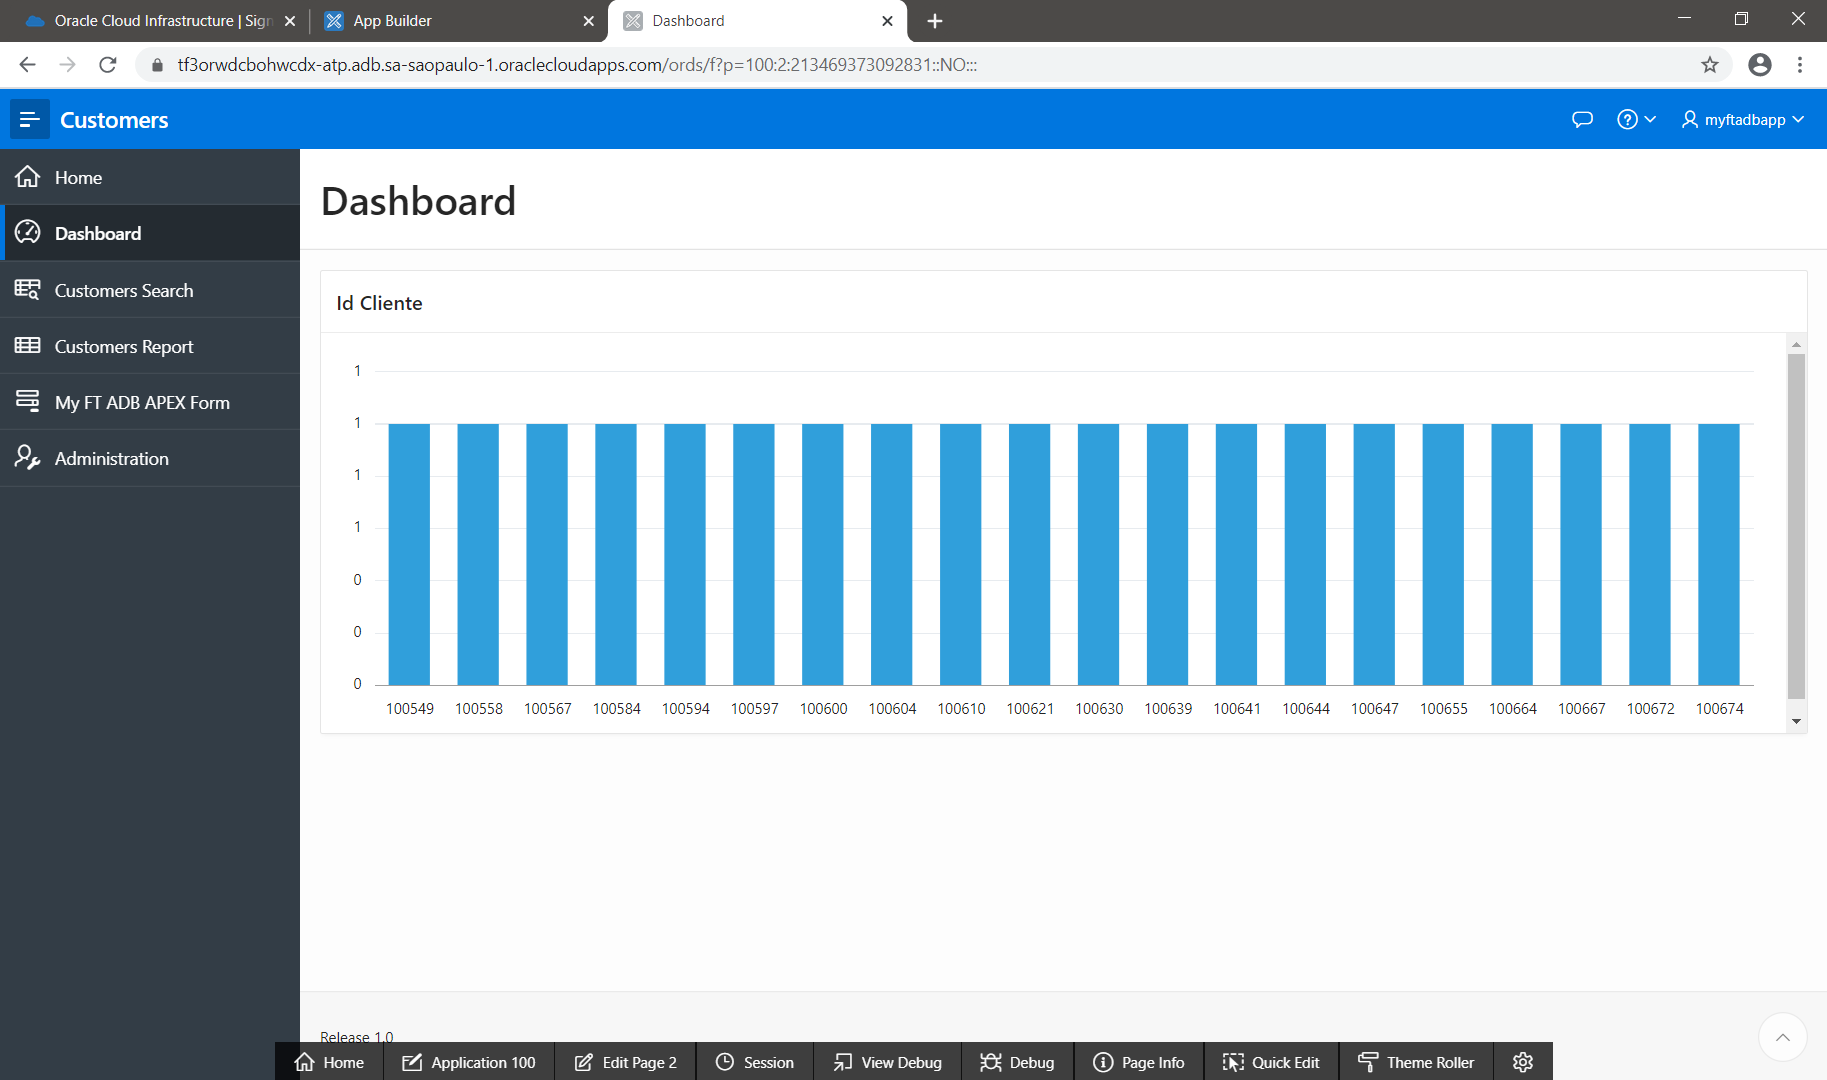 Oracle Cloud Infrastructure | Sign
App Builder
Dashboard
tf3orwdcbohwcdx-atp.adb.sa-saopaulo-1.oraclecloudapps.com/ords/f?p=100:2:213469373092831::NO:::
Customers
myftadbapp
Home
Dashboard
Customers Search
Customers Report
My FT ADB APEX Form
Administration
Dashboard
Id Cliente
1
1
1
1
0
0
0
100549 100558 100567 100584 100594 100597 100600 100604 100610 100621 100630 100639 100641 100644 100647 100655 100664 100667 100672 100674
Release 1.0
Home Application 100 Edit Page 2 Session View Debug Debug Page Info Quick Edit Theme Roller